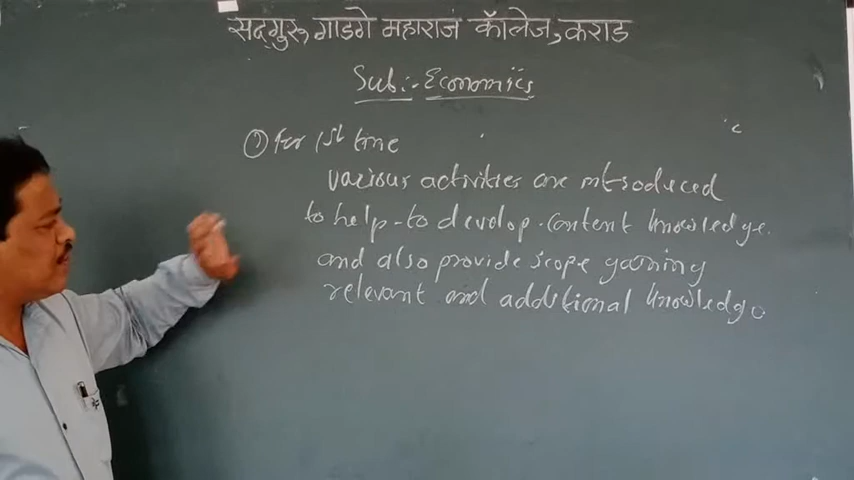 सद्गुरु गाडगे महाराज कॉलेज, कराड
Sub:- Economics
① For 1st time
various activities are introduced
to help-to develop content knowledge.
and also provide scope gaining
relevant and additional knowledge